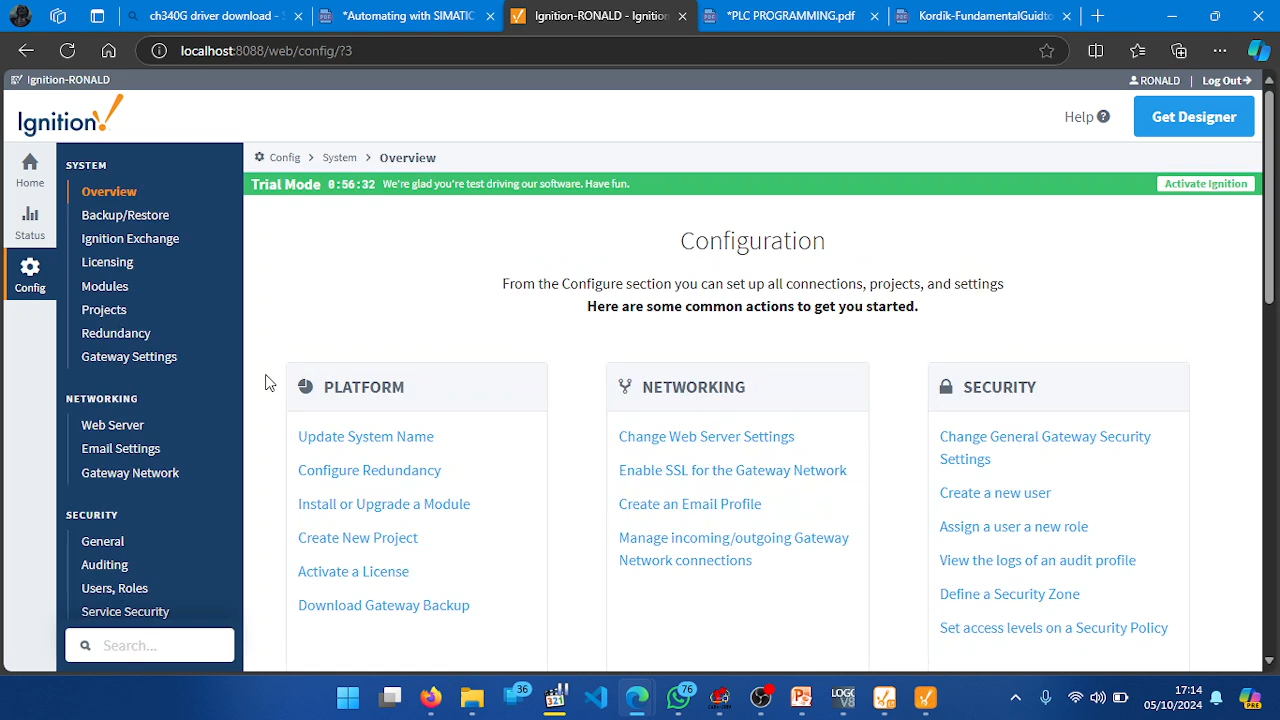 ch340G driver download - S
*Automating with SIMATIC
Ignition-RONALD - Ignition
*PLC PROGRAMMING.pdf
Kordik-FundamentalGuidto
localhost:8088/web/config/?3
Ignition-RONALD
RONALD | Log Out
Ignition!
Help
Get Designer
Home
Status
Config
SYSTEM
Overview
Backup/Restore
Ignition Exchange
Licensing
Modules
Projects
Redundancy
Gateway Settings
NETWORKING
Web Server
Email Settings
Gateway Network
SECURITY
General
Auditing
Users, Roles
Service Security
Search...
Config > System > Overview
Trial Mode 0:56:32 We're glad you're test driving our software. Have fun.
Activate Ignition
Configuration
From the Configure section you can set up all connections, projects, and settings
Here are some common actions to get you started.
PLATFORM
Update System Name
Configure Redundancy
Install or Upgrade a Module
Create New Project
Activate a License
Download Gateway Backup
NETWORKING
Change Web Server Settings
Enable SSL for the Gateway Network
Create an Email Profile
Manage incoming/outgoing Gateway
Network connections
SECURITY
Change General Gateway Security
Settings
Create a new user
Assign a user a new role
View the logs of an audit profile
Define a Security Zone
Set access levels on a Security Policy
36
321
76
LOGO
V8
17:14
05/10/2024
PRE